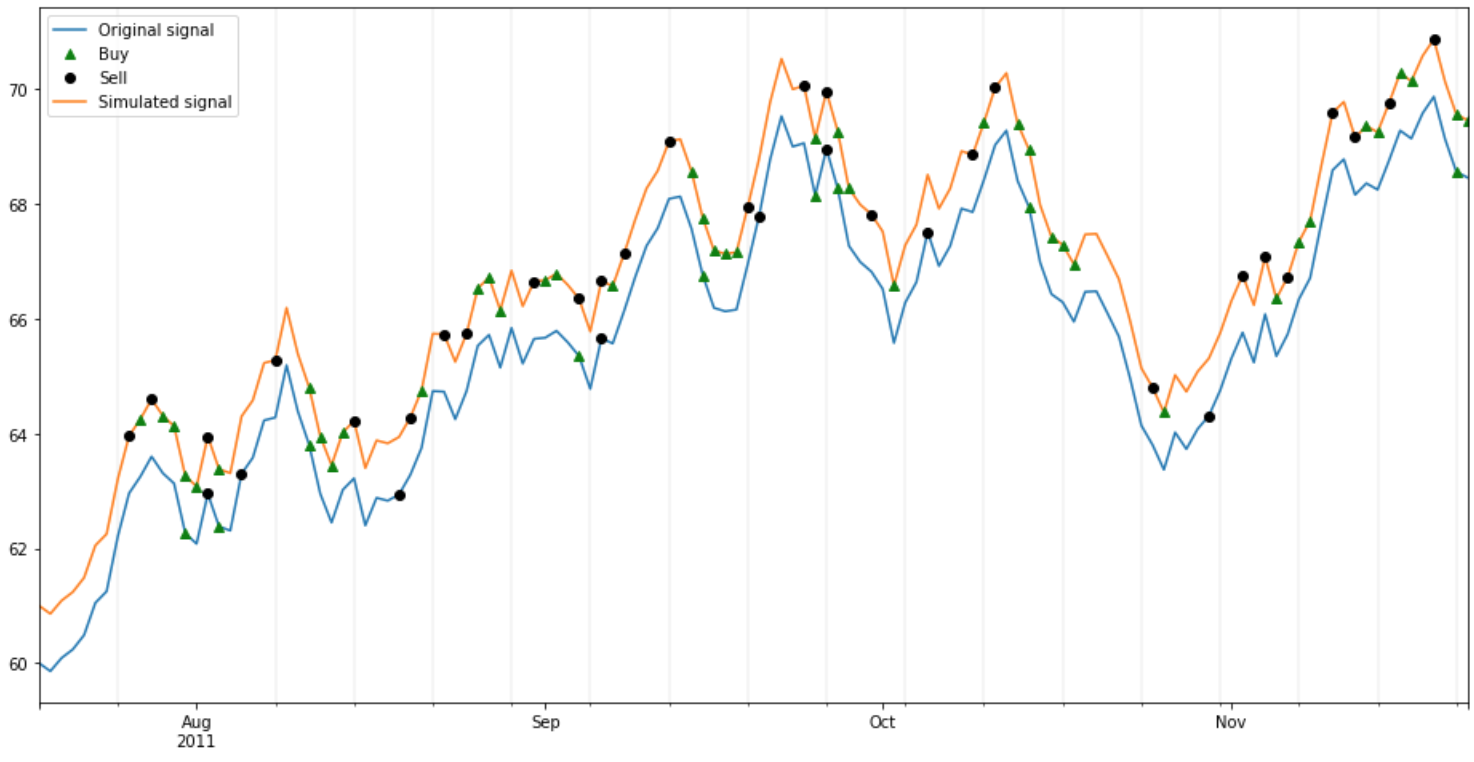 Original signal
Buy
Sell
Simulated signal
70
68
66
64
62
60
Aug
2011
Sep
Oct
Nov